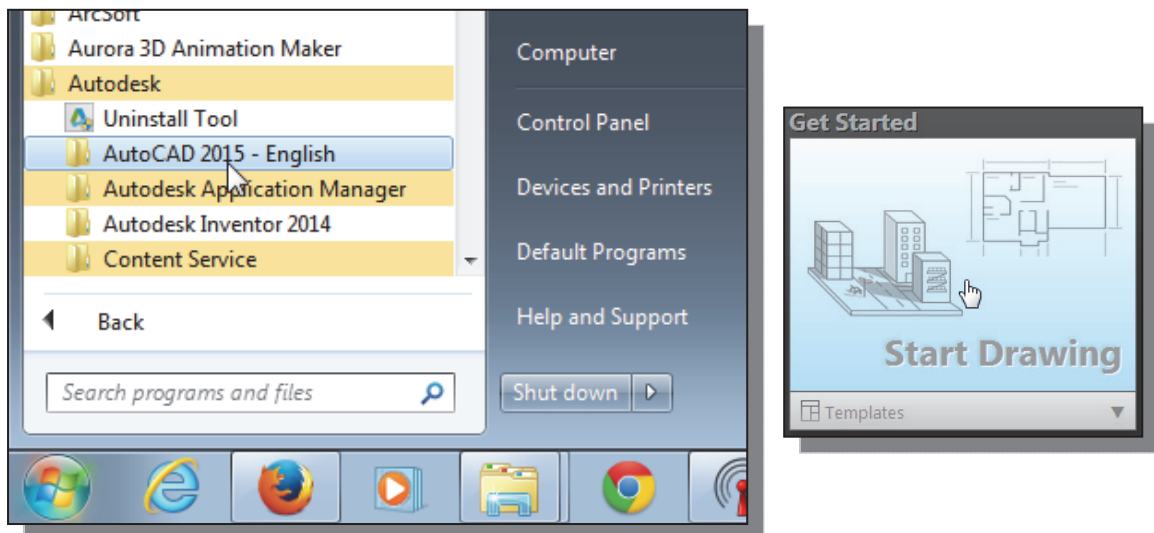 ArcSoft
Aurora 3D Animation Maker
Autodesk
Uninstall Tool
AutoCAD 2015 - English
Autodesk Application Manager
Autodesk Inventor 2014
Content Service
Back
Search programs and files
Computer
Control Panel
Devices and Printers
Default Programs
Help and Support
Shut down
Get Started
Start Drawing
Templates